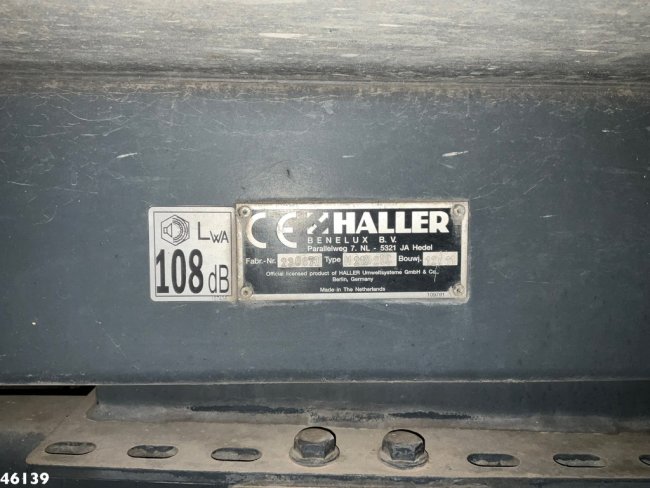 LWA
108 dB
CE HALLER
BENELUX B.V.
Parallelweg 7. NL - 5321 JA Hedel
Fabr.-Nr. Type Bouwj.
Official licensed product of HALLER Umweltsysteme GmbH & Co.,
Berlin, Germany
Made in The Netherlands
46139